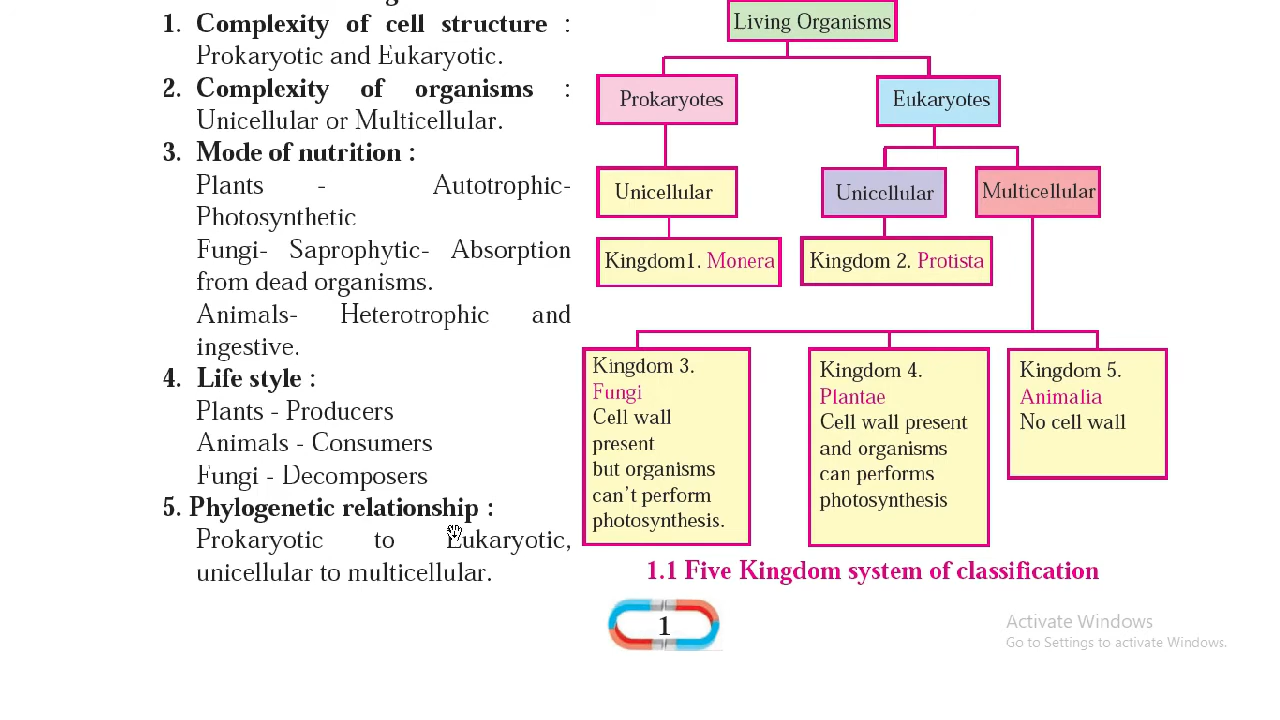 1. Complexity of cell structure :
Prokaryotic and Eukaryotic.
2. Complexity of organisms :
Unicellular or Multicellular.
3. Mode of nutrition :
Plants - Autotrophic-
Photosynthetic
Fungi- Saprophytic- Absorption
from dead organisms.
Animals- Heterotrophic and
ingestive.
4. Life style :
Plants - Producers
Animals - Consumers
Fungi - Decomposers
5. Phylogenetic relationship :
Prokaryotic to Eukaryotic,
unicellular to multicellular.
Living Organisms
Prokaryotes
Eukaryotes
Unicellular
Unicellular
Multicellular
Kingdom1. Monera
Kingdom 2. Protista
Kingdom 3.
Fungi
Cell wall
present
but organisms
can't perform
photosynthesis.
Kingdom 4.
Plantae
Cell wall present
and organisms
can performs
photosynthesis
Kingdom 5.
Animalia
No cell wall
1.1 Five Kingdom system of classification
1
Activate Windows
Go to Settings to activate Windows.